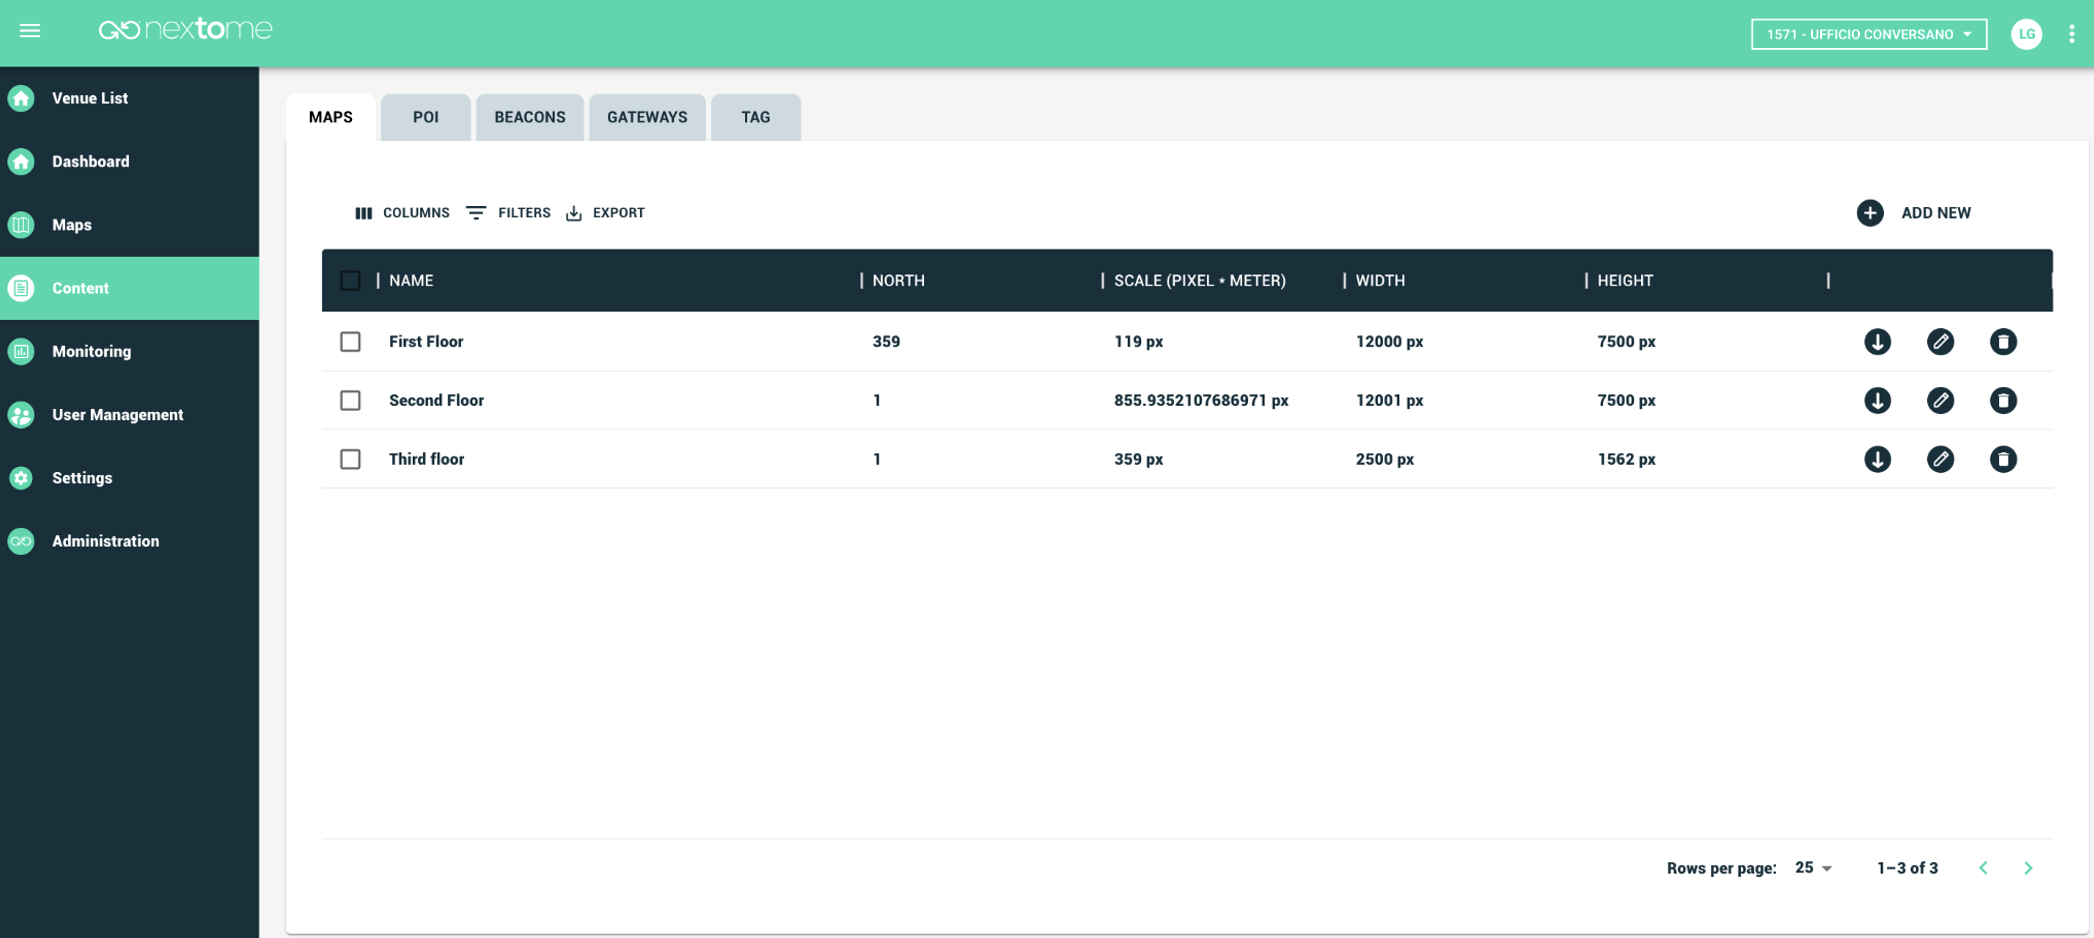 nextome
1571 - UFFICIO CONVERSANO
LG
Venue List
Dashboard
Maps
Content
Monitoring
User Management
Settings
Administration
MAPS POI BEACONS GATEWAYS TAG
COLUMNS FILTERS EXPORT ADD NEW
NAME NORTH SCALE (PIXEL * METER) WIDTH HEIGHT
First Floor 359 119 px 12000 px 7500 px
Second Floor 1 855.9352107686971 px 12001 px 7500 px
Third floor 1 359 px 2500 px 1562 px
Rows per page: 25 1–3 of 3